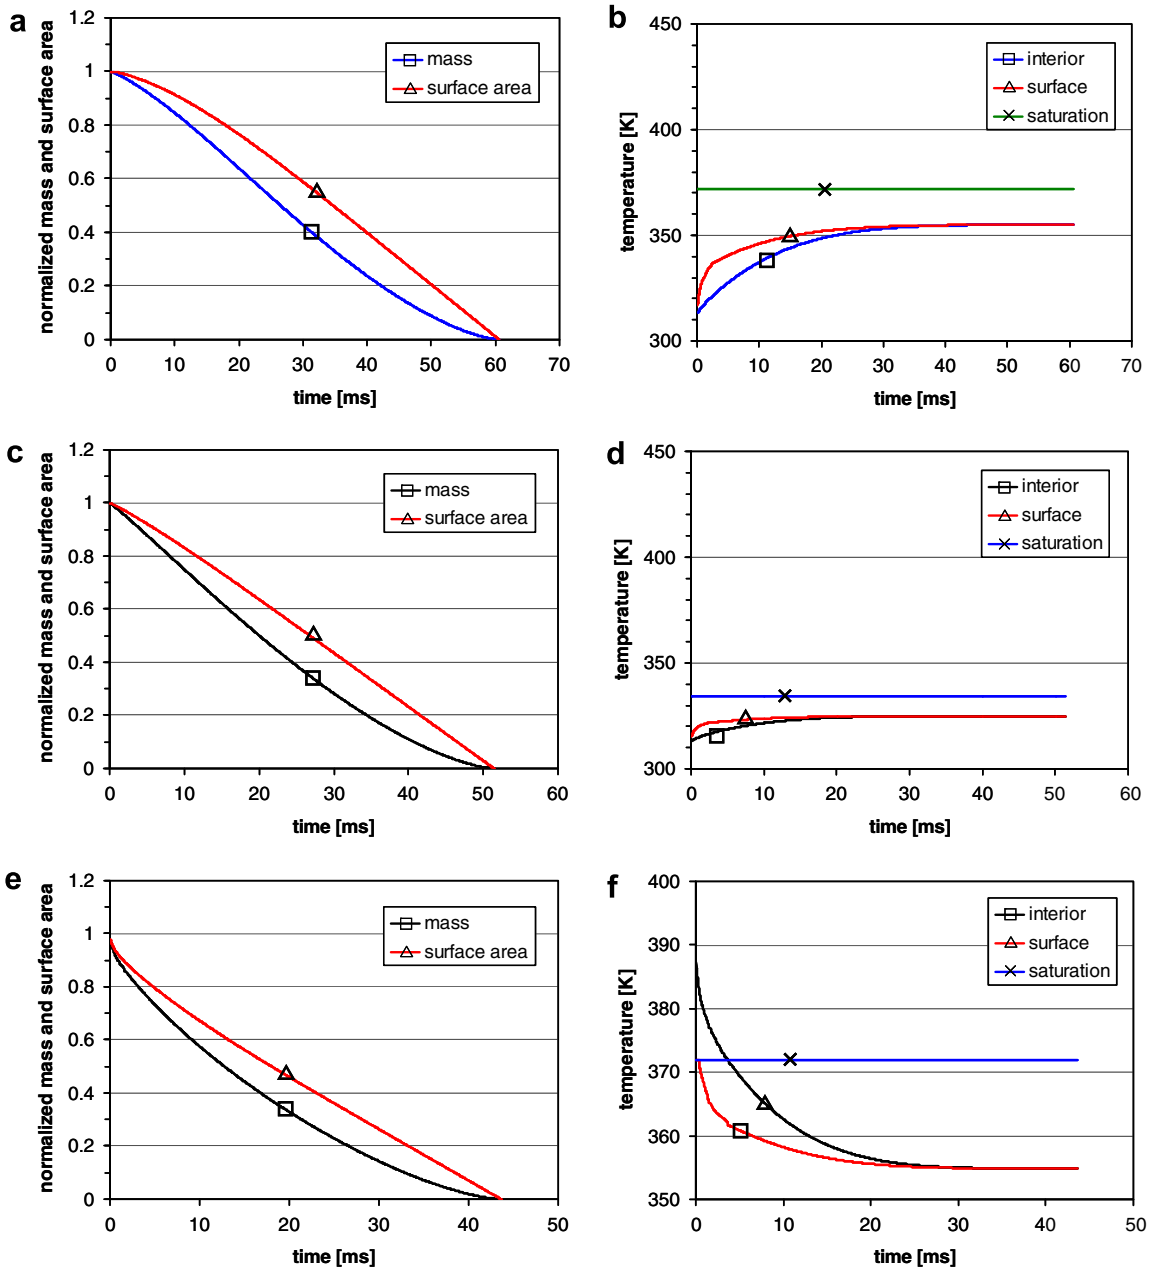 a
normalized mass and surface area
1.2
1
0.8
0.6
0.4
0.2
0
0 10 20 30 40 50 60 70
time [ms]
mass
surface area
b
temperature [K]
450
400
350
300
0 10 20 30 40 50 60 70
time [ms]
interior
surface
saturation
c
normalized mass and surface area
1.2
1
0.8
0.6
0.4
0.2
0
0 10 20 30 40 50 60
time [ms]
mass
surface area
d
temperature [K]
450
400
350
300
0 10 20 30 40 50 60
time [ms]
interior
surface
saturation
e
normalized mass and surface area
1.2
1
0.8
0.6
0.4
0.2
0
0 10 20 30 40 50
time [ms]
mass
surface area
f
temperature [K]
400
390
380
370
360
350
0 10 20 30 40 50
time [ms]
interior
surface
saturation